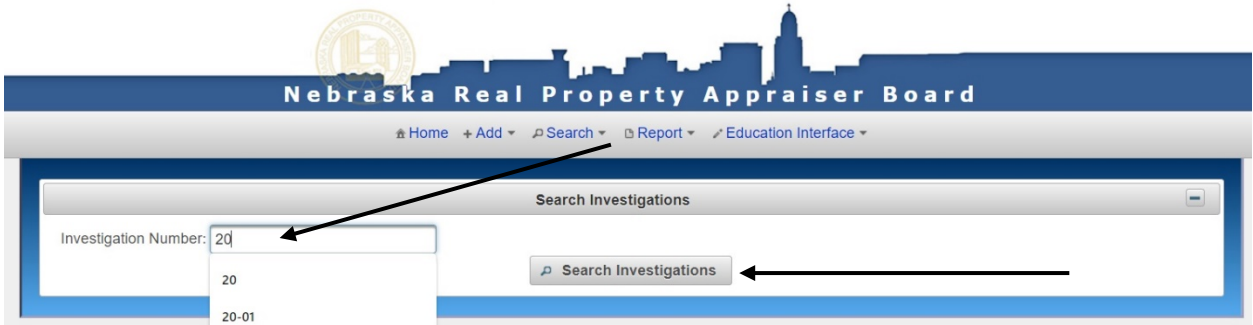 Nebraska Real Property Appraiser Board
Home Add Search Report Education Interface
Search Investigations
Investigation Number: 20
Search Investigations
20
20-01